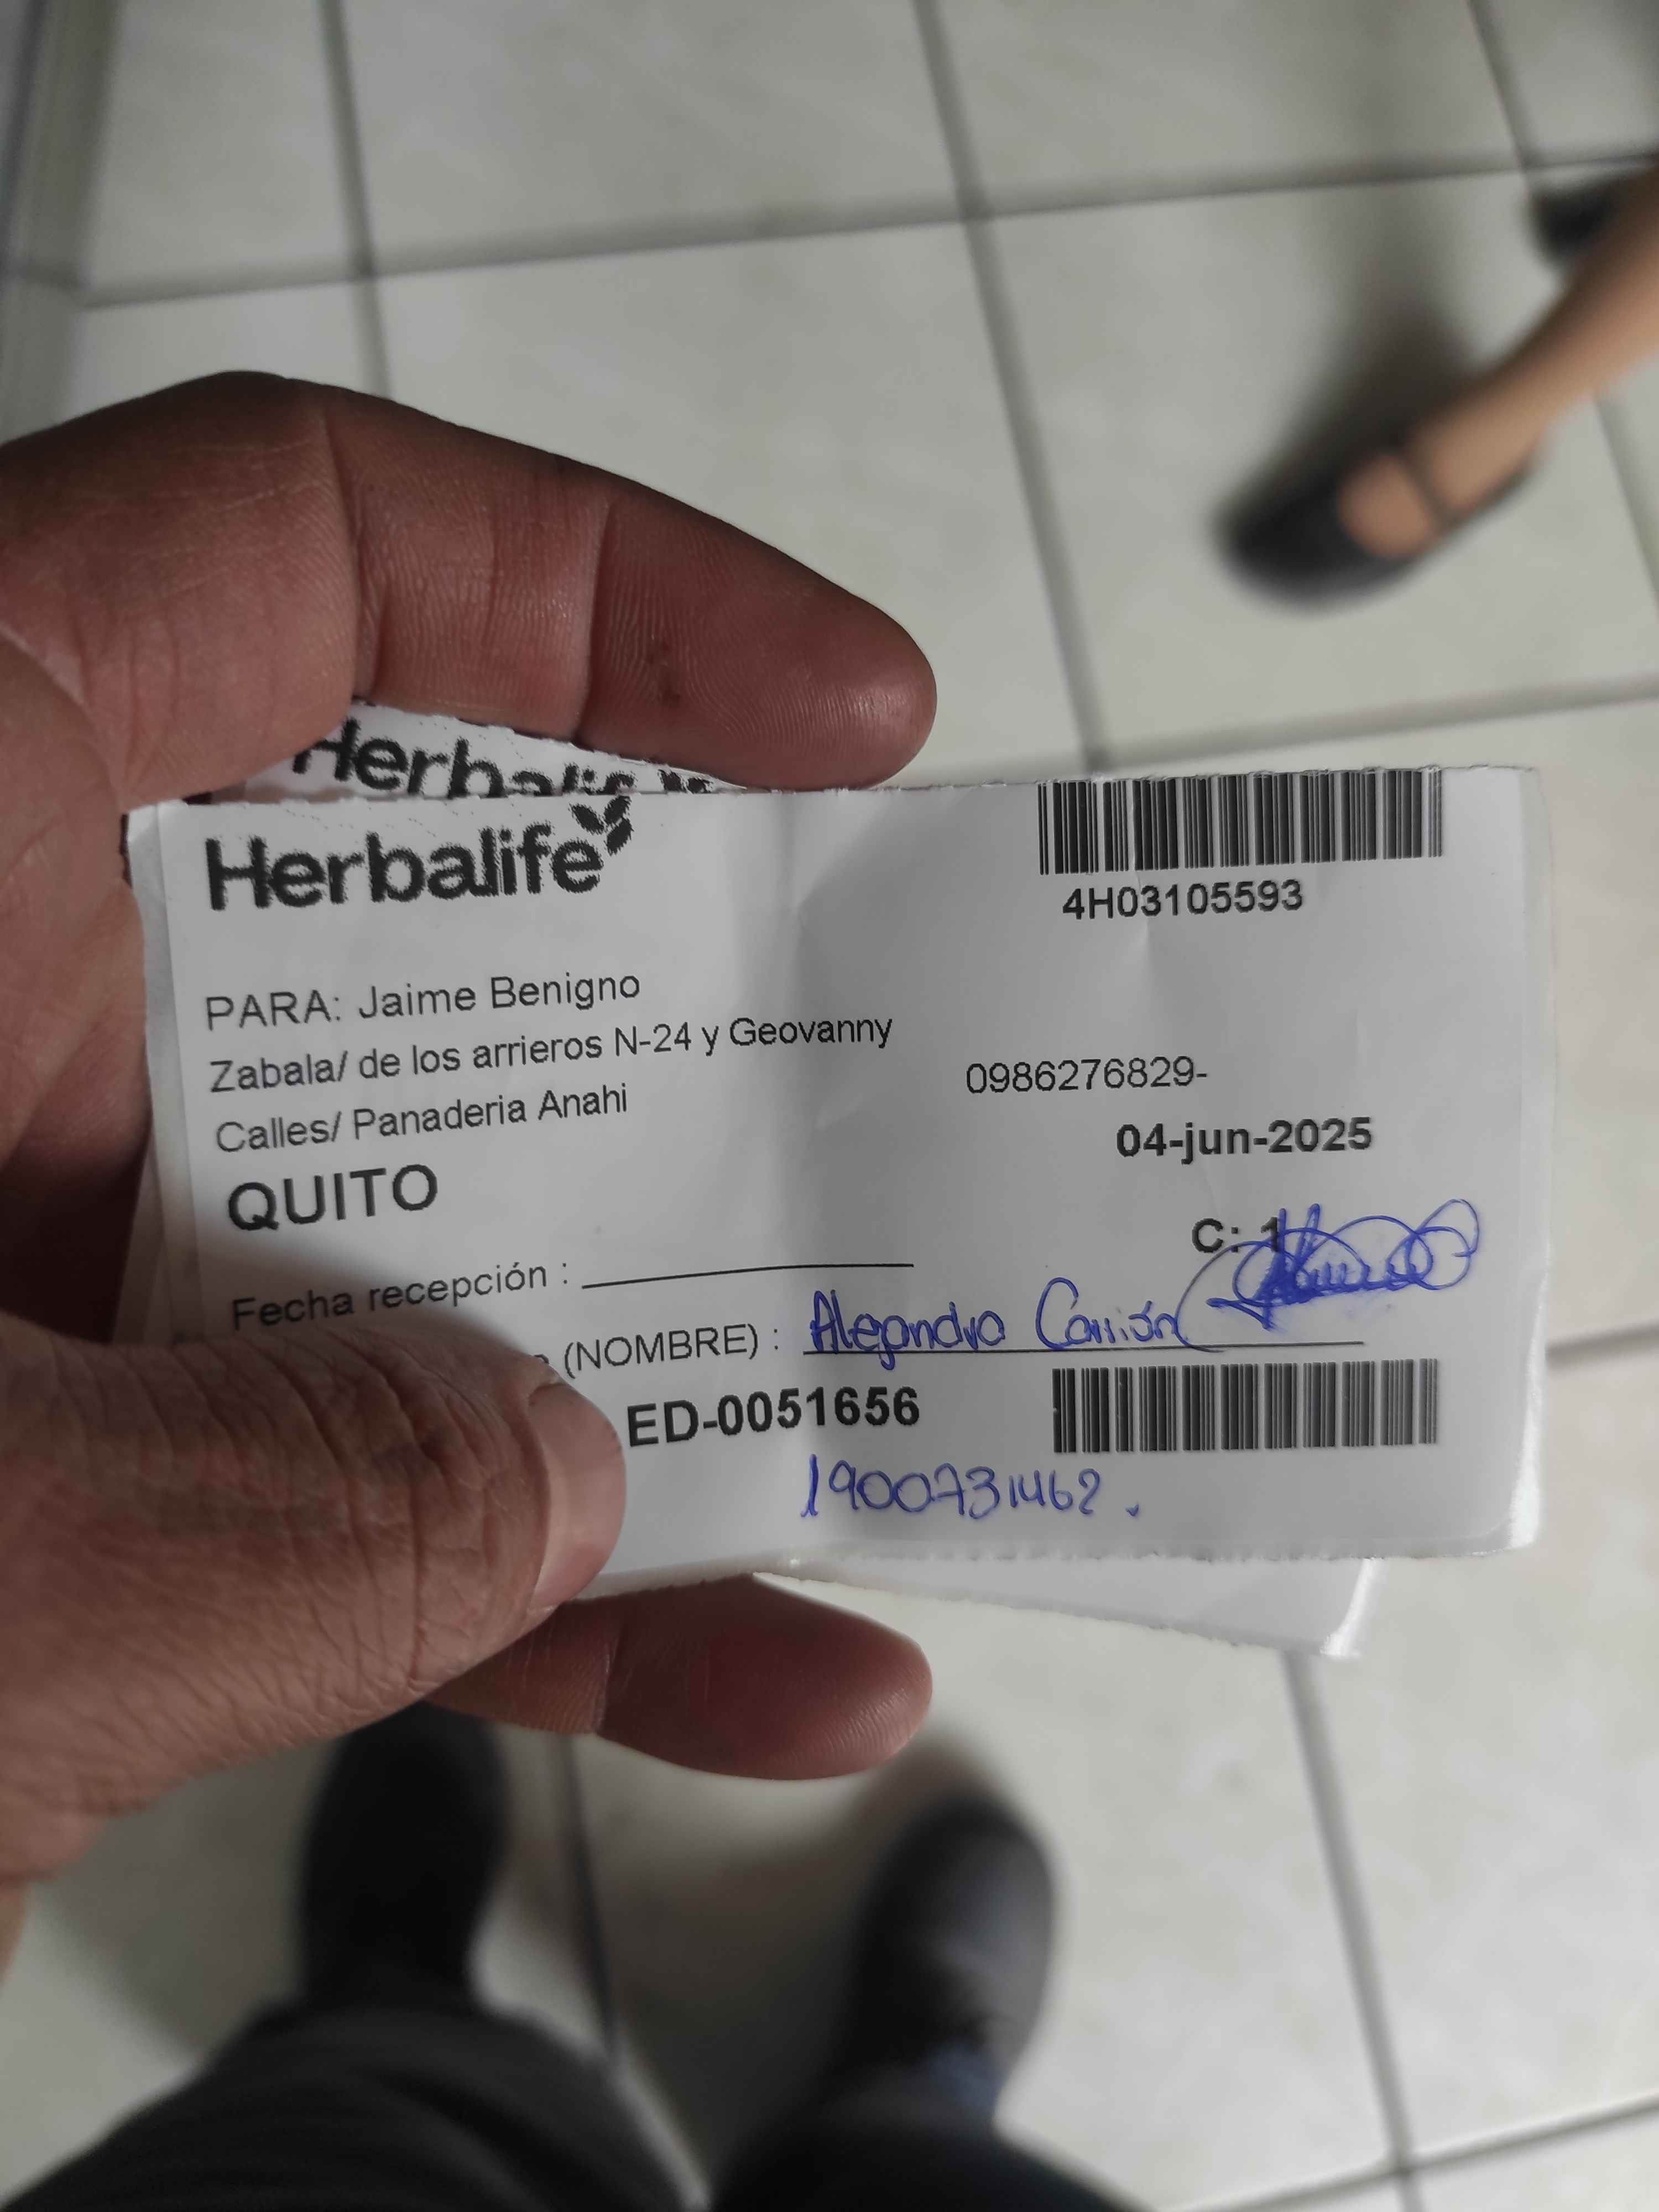 Herbalife
Herbalife
4H03105593
PARA: Jaime Benigno
Zabala/ de los arrieros N-24 y Geovanny
Calles/ Panaderia Anahi
0986276829-
QUITO
04-jun-2025
C: 1
Fecha recepción :
(NOMBRE) : Alejandro Carrión
ED-0051656
1900731462.